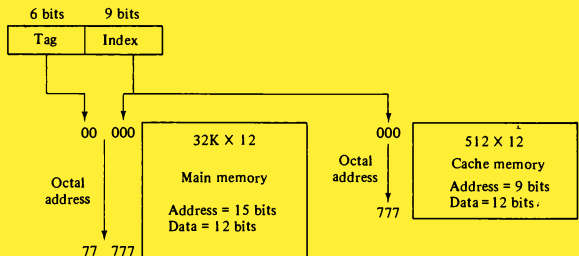 6 bits 9 bits
Tag Index
00 000
Octal
address
77 777
32K × 12
Main memory
Address = 15 bits
Data = 12 bits
000
Octal
address
777
512 × 12
Cache memory
Address = 9 bits
Data = 12 bits